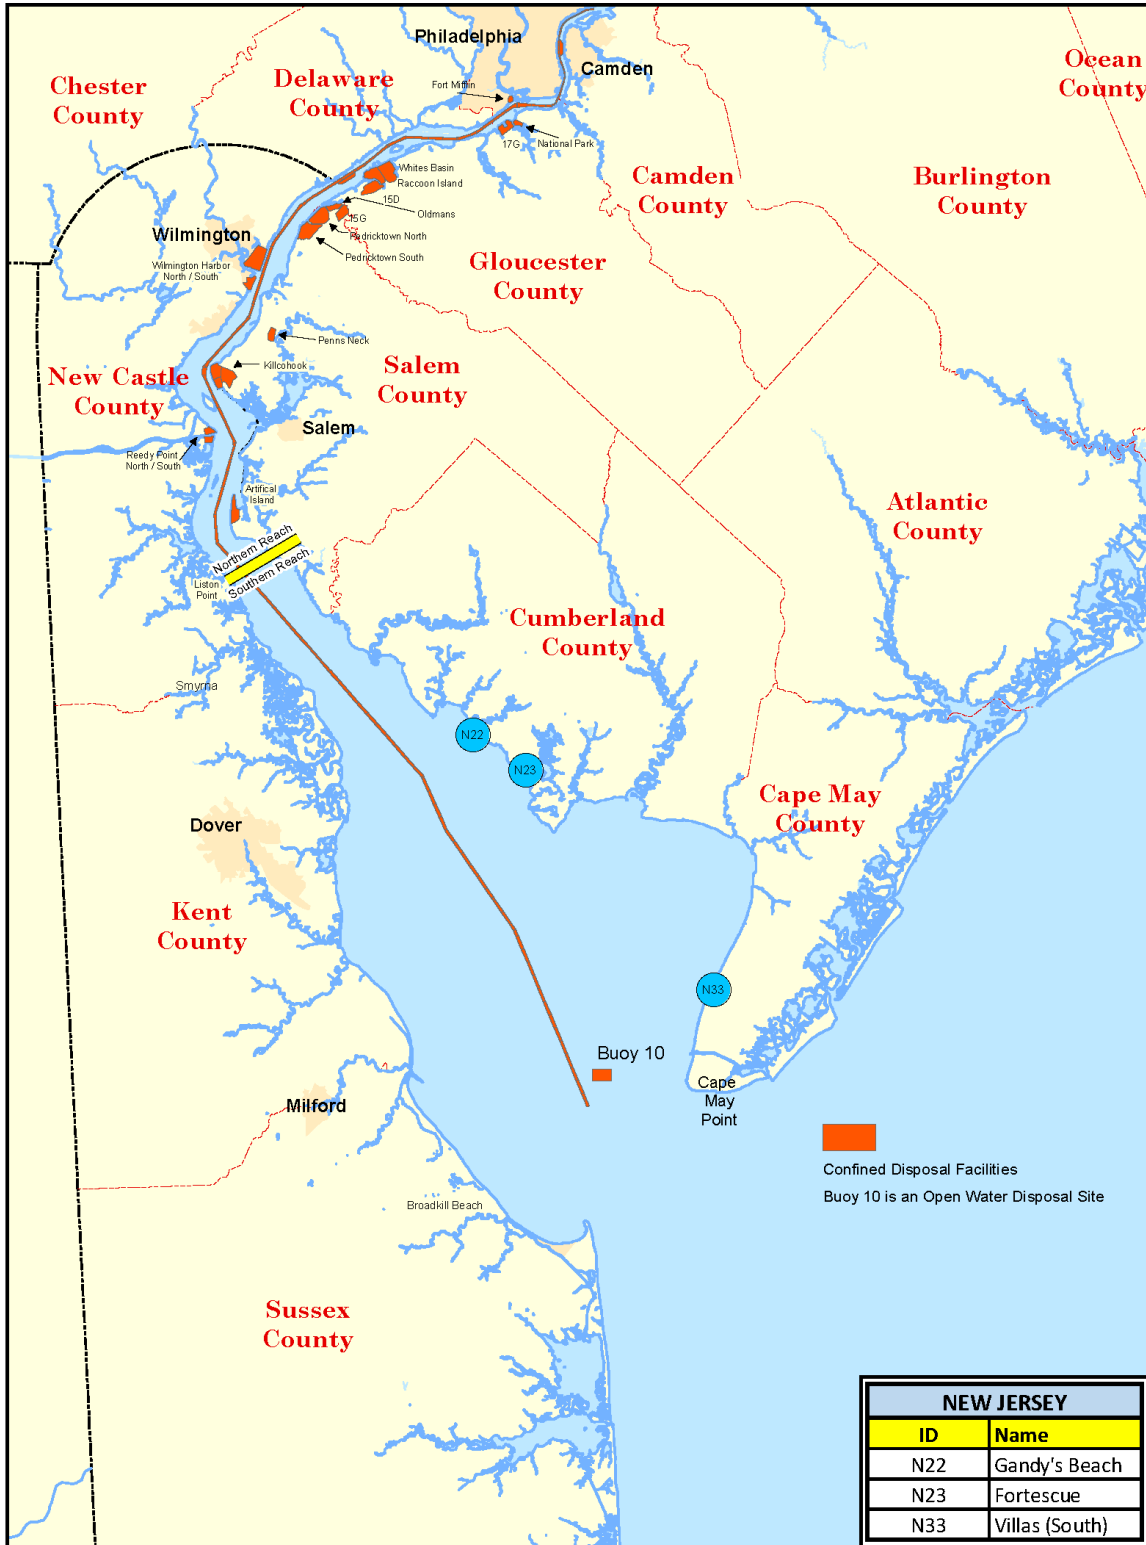 Philadelphia
Camden
Ocean
County
Chester
County
Delaware
County
Fort Mifflin
17G
National Park
Whites Basin
Raccoon Island
15D
Oldmans
15G
Pedricktown North
Pedricktown South
Camden
County
Burlington
County
Wilmington
Wilmington Harbor
North / South
Gloucester
County
Penns Neck
Killcohook
New Castle
County
Salem
County
Salem
Reedy Point
North / South
Artifical
Island
Atlantic
County
Northern Reach
Southern Reach
Liston
Point
Cumberland
County
Smyrna
N22
N23
Cape May
County
Dover
Kent
County
N33
Buoy 10
Cape
May
Point
Milford
Confined Disposal Facilities
Buoy 10 is an Open Water Disposal Site
Broadkill Beach
Sussex
County
NEW JERSEY
ID Name
N22 Gandy's Beach
N23 Fortescue
N33 Villas (South)